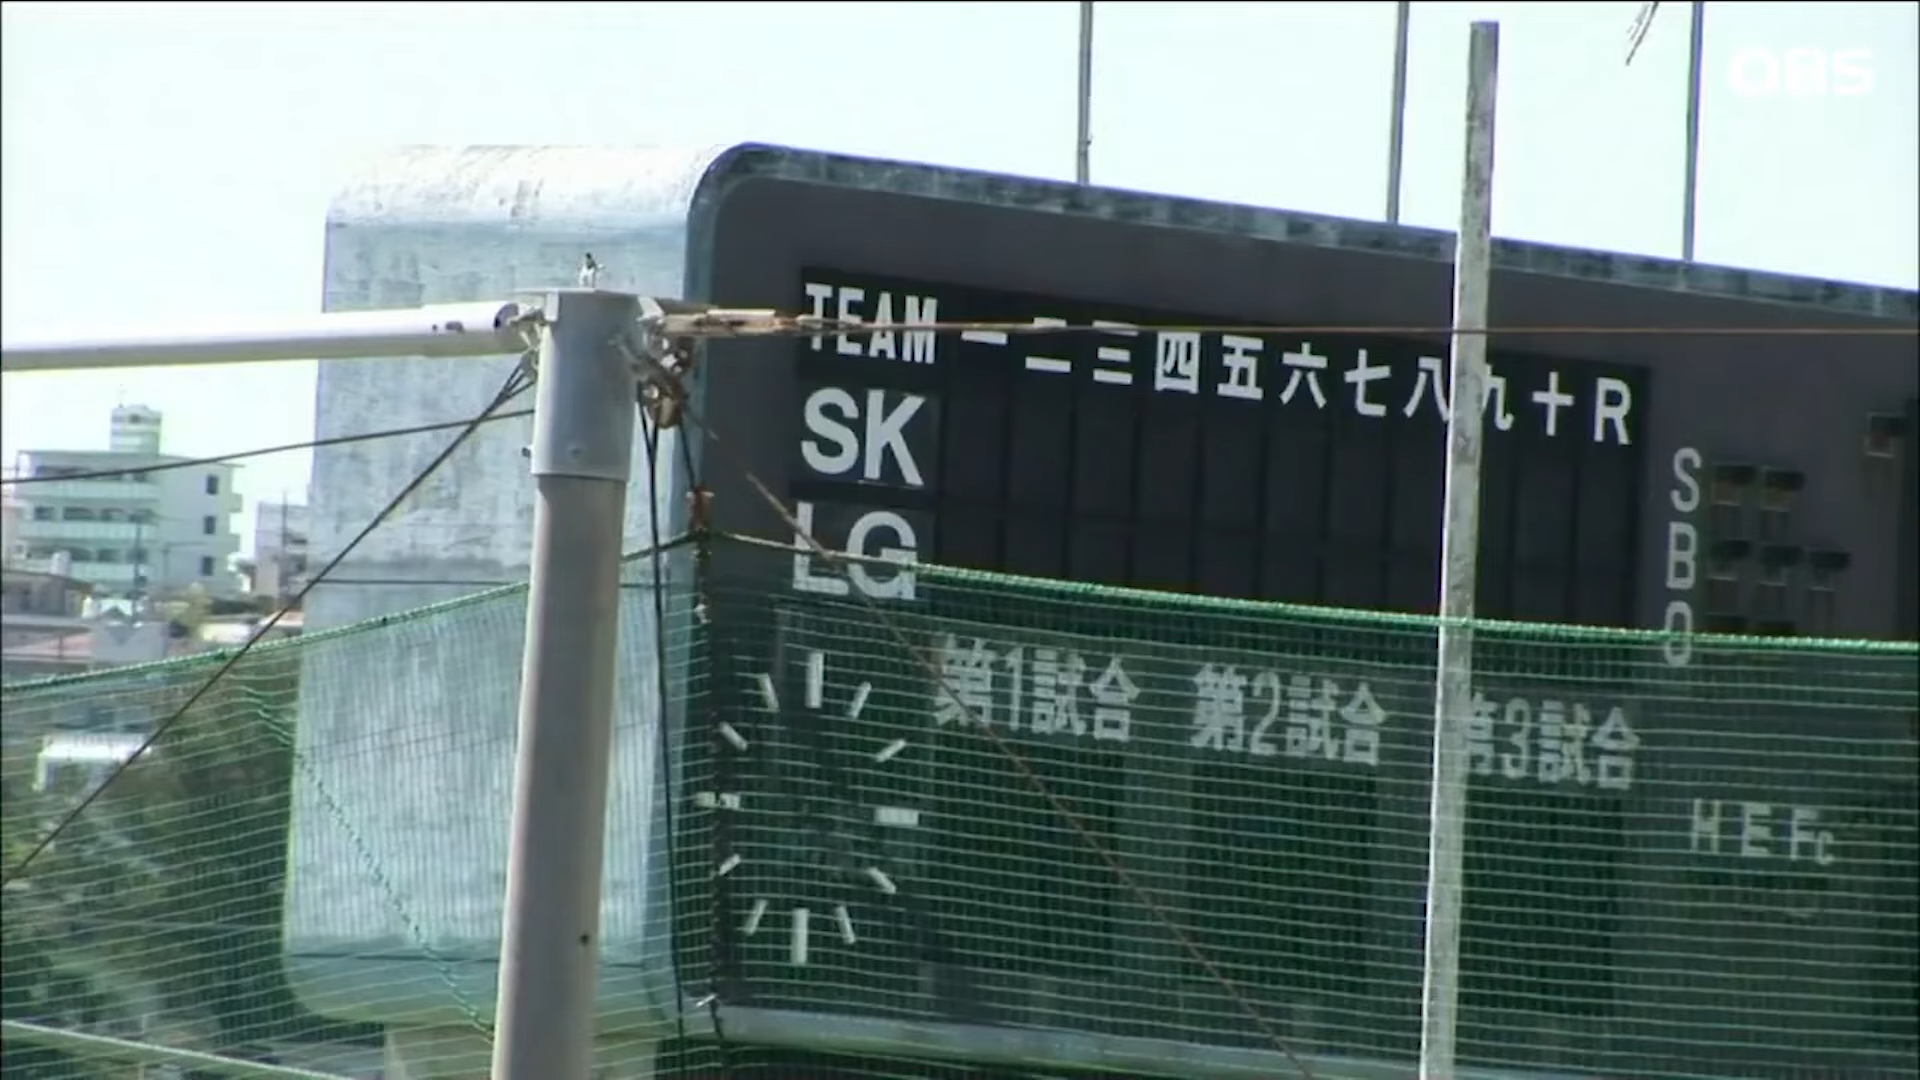 OBS
TEAM 一 二 三 四 五 六 七 八 九 十 R
SK
LG
S
B
O
第1試合 第2試合 第3試合
H E Fc